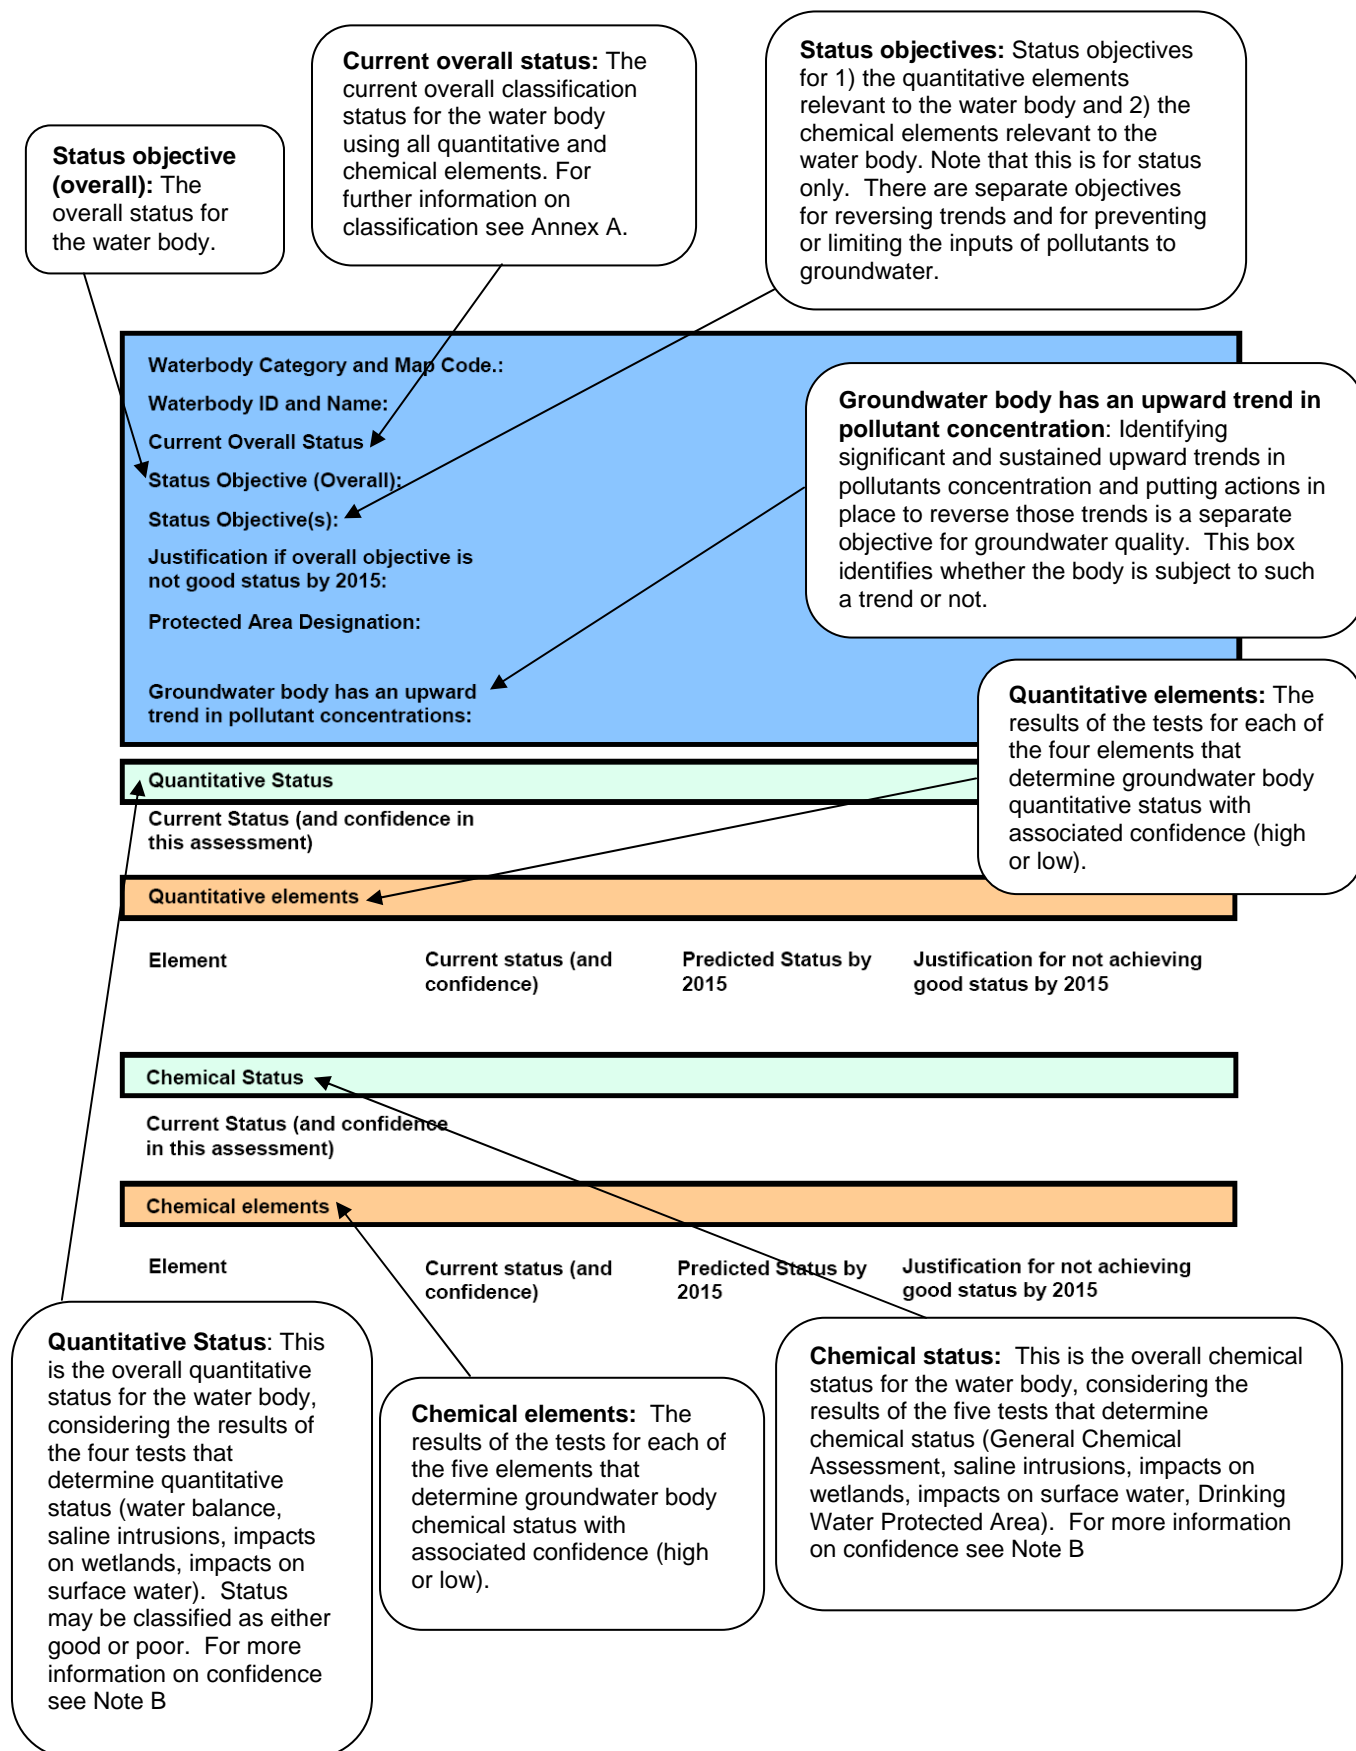 Status objective
(overall): The
overall status for
the water body.
Current overall status: The
current overall classification
status for the water body
using all quantitative and
chemical elements. For
further information on
classification see Annex A.
Status objectives: Status objectives
for 1) the quantitative elements
relevant to the water body and 2) the
chemical elements relevant to the
water body. Note that this is for status
only.  There are separate objectives
for reversing trends and for preventing
or limiting the inputs of pollutants to
groundwater.
Waterbody Category and Map Code.:
Waterbody ID and Name:
Current Overall Status
Status Objective (Overall):
Status Objective(s):
Justification if overall objective is
not good status by 2015:
Protected Area Designation:
Groundwater body has an upward
trend in pollutant concentrations:
Groundwater body has an upward trend in
pollutant concentration: Identifying
significant and sustained upward trends in
pollutants concentration and putting actions in
place to reverse those trends is a separate
objective for groundwater quality.  This box
identifies whether the body is subject to such
a trend or not.
Quantitative elements: The
results of the tests for each of
the four elements that
determine groundwater body
quantitative status with
associated confidence (high
or low).
Quantitative Status
Current Status (and confidence in
this assessment)
Quantitative elements
Element
Current status (and
confidence)
Predicted Status by
2015
Justification for not achieving
good status by 2015
Chemical Status
Current Status (and confidence
in this assessment)
Chemical elements
Element
Current status (and
confidence)
Predicted Status by
2015
Justification for not achieving
good status by 2015
Quantitative Status: This
is the overall quantitative
status for the water body,
considering the results of
the four tests that
determine quantitative
status (water balance,
saline intrusions, impacts
on wetlands, impacts on
surface water).  Status
may be classified as either
good or poor.  For more
information on confidence
see Note B
Chemical elements:  The
results of the tests for each of
the five elements that
determine groundwater body
chemical status with
associated confidence (high
or low).
Chemical status:  This is the overall chemical
status for the water body, considering the
results of the five tests that determine
chemical status (General Chemical
Assessment, saline intrusions, impacts on
wetlands, impacts on surface water, Drinking
Water Protected Area).  For more information
on confidence see Note B